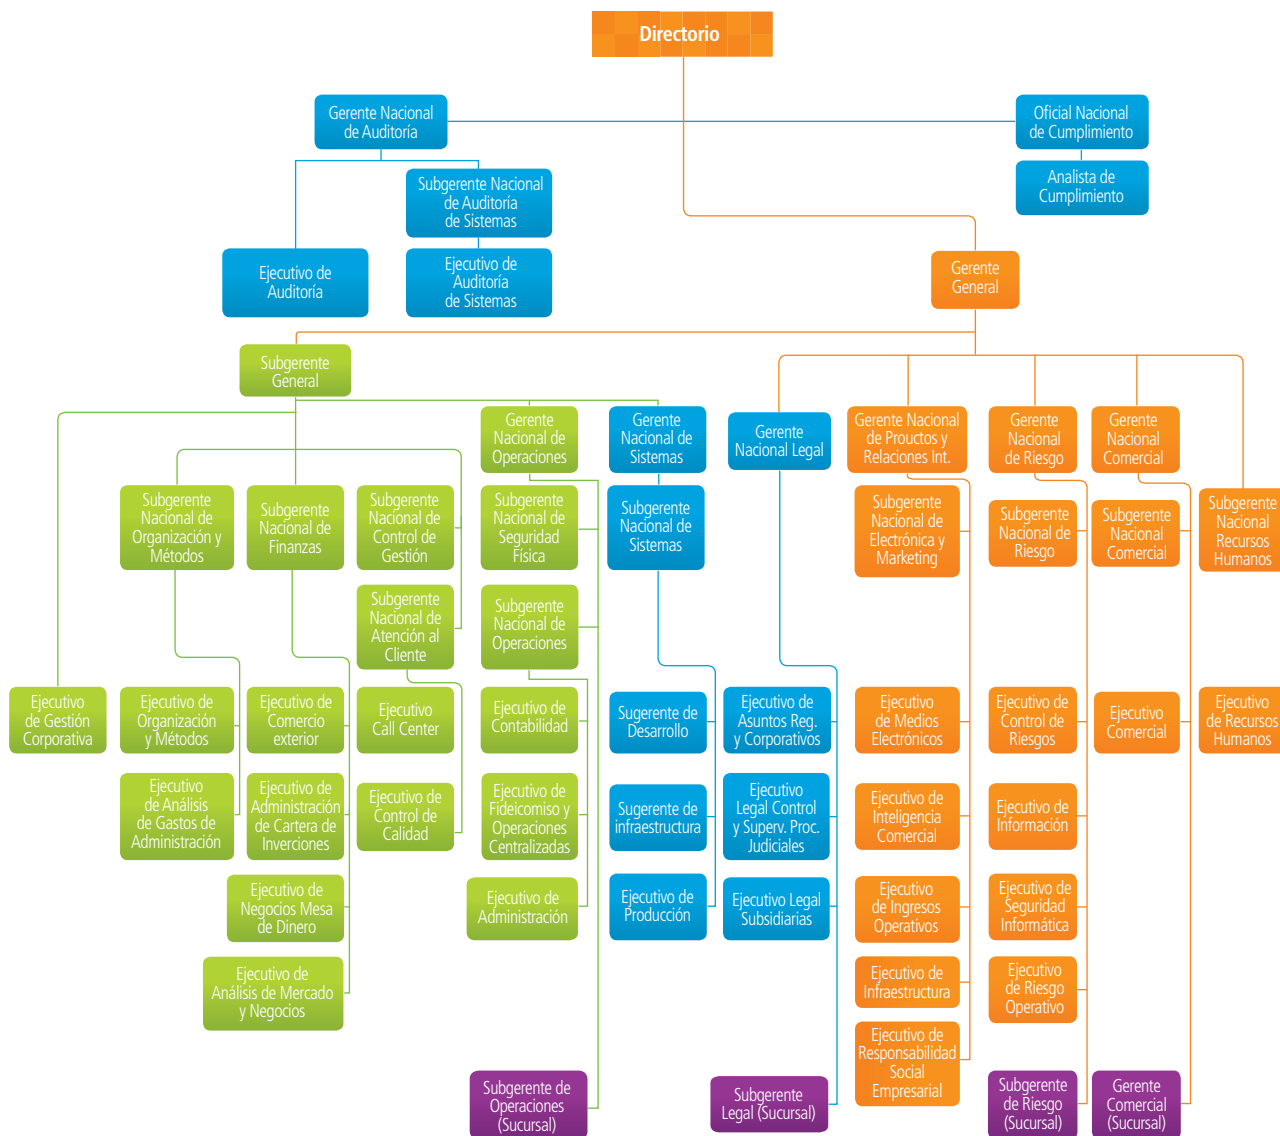 Directorio
Gerente Nacional
de Auditoría
Oficial Nacional
de Cumplimiento
Analista de
Cumplimiento
Subgerente Nacional
de Auditoría
de Sistemas
Ejecutivo de
Auditoría
Ejecutivo de
Auditoría
de Sistemas
Gerente
General
Subgerente
General
Gerente
Nacional de
Operaciones
Gerente
Nacional de
Sistemas
Gerente
Nacional Legal
Gerente Nacional
de Prouctos y
Relaciones Int.
Gerente
Nacional
de Riesgo
Gerente
Nacional
Comercial
Subgerente
Nacional de
Organización y
Métodos
Subgerente
Nacional de
Finanzas
Subgerente
Nacional de
Control de
Gestión
Subgerente
Nacional de
Seguridad
Física
Subgerente
Nacional de
Sistemas
Subgerente
Nacional de
Electrónica y
Marketing
Subgerente
Nacional de
Riesgo
Subgerente
Nacional
Comercial
Subgerente
Nacional
Recursos
Humanos
Subgerente
Nacional de
Atención al
Cliente
Subgerente
Nacional de
Operaciones
Ejecutivo
de Gestión
Corporativa
Ejecutivo de
Organización
y Métodos
Ejecutivo de
Comercio
exterior
Ejecutivo
Call Center
Ejecutivo de
Contabilidad
Sugerente de
Desarrollo
Ejecutivo de
Asuntos Reg.
y Corporativos
Ejecutivo
de Medios
Electrónicos
Ejecutivo de
Control de
Riesgos
Ejecutivo
Comercial
Ejecutivo
de Recursos
Humanos
Ejecutivo
de Análisis
de Gastos de
Administración
Ejecutivo de
Administración
de Cartera de
Inverciones
Ejecutivo de
Control de
Calidad
Ejecutivo de
Fideicomiso y
Operaciones
Centralizadas
Sugerente de
infraestructura
Ejecutivo
Legal Control
y Superv. Proc.
Judiciales
Ejecutivo de
Inteligencia
Comercial
Ejecutivo de
Información
Ejecutivo de
Negocios Mesa
de Dinero
Ejecutivo de
Administración
Ejecutivo de
Producción
Ejecutivo Legal
Subsidiarias
Ejecutivo
de Ingresos
Operativos
Ejecutivo de
Seguridad
Informática
Ejecutivo de
Análisis de Mercado
y Negocios
Ejecutivo de
Infraestructura
Ejecutivo
de Riesgo
Operativo
Ejecutivo de
Responsabilidad
Social
Empresarial
Subgerente de
Operaciones
(Sucursal)
Subgerente
Legal (Sucursal)
Subgerente
de Riesgo
(Sucursal)
Gerente
Comercial
(Sucursal)